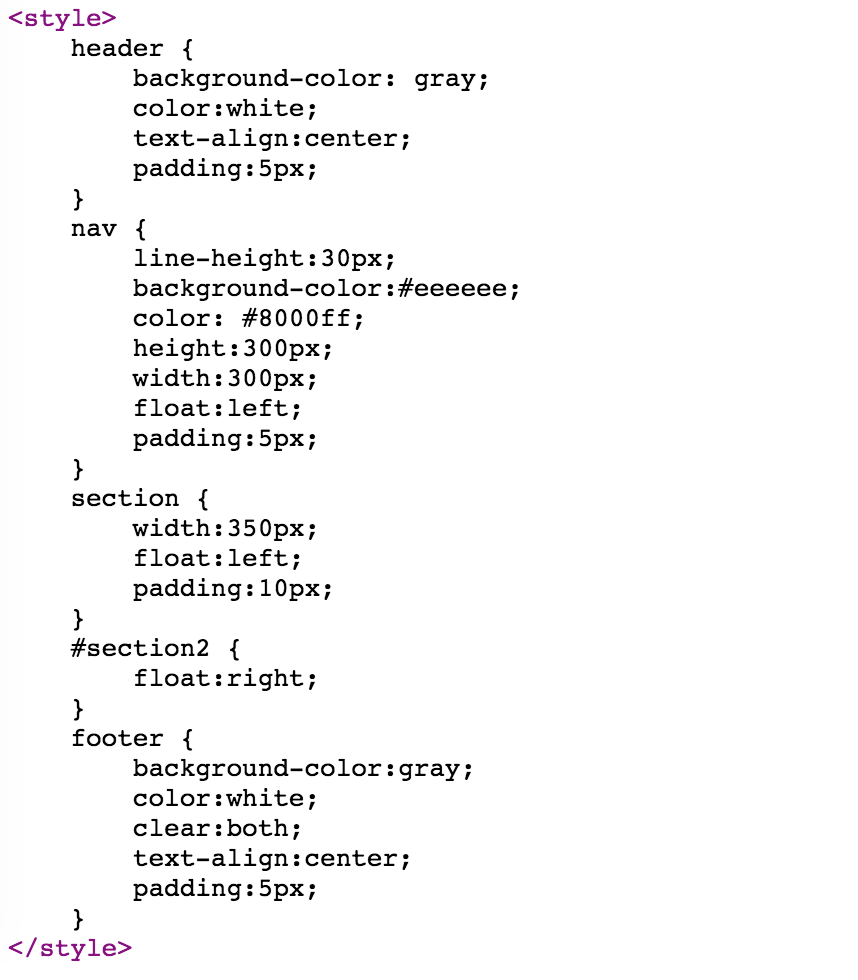 <style>
    header {
        background-color: gray;
        color:white;
        text-align:center;
        padding:5px;
    }
    nav {
        line-height:30px;
        background-color:#eeeeee;
        color: #8000ff;
        height:300px;
        width:300px;
        float:left;
        padding:5px;
    }
    section {
        width:350px;
        float:left;
        padding:10px;
    }
    #section2 {
        float:right;
    }
    footer {
        background-color:gray;
        color:white;
        clear:both;
        text-align:center;
        padding:5px;
    }
</style>